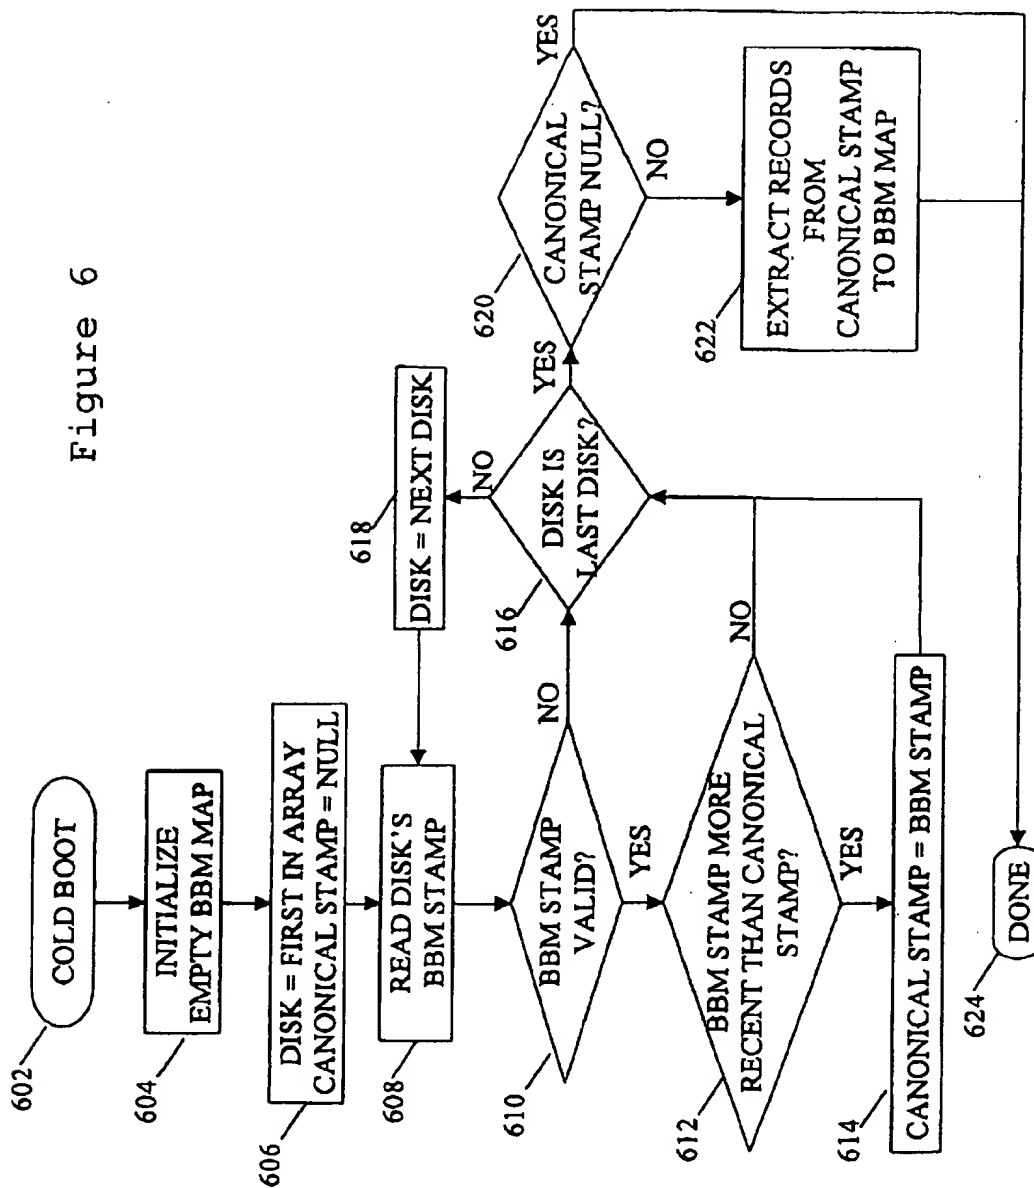 Figure 6
602
COLD BOOT
604
INITIALIZE
EMPTY BBM MAP
606
DISK = FIRST IN ARRAY
CANONICAL STAMP = NULL
608
READ DISK'S
BBM STAMP
610
BBM STAMP
VALID?
NO
YES
612
BBM STAMP MORE
RECENT THAN CANONICAL
STAMP?
NO
YES
614
CANONICAL STAMP = BBM STAMP
616
DISK IS
LAST DISK?
NO
YES
618
DISK = NEXT DISK
620
CANONICAL
STAMP NULL?
YES
NO
622
EXTRACT RECORDS
FROM
CANONICAL STAMP
TO BBM MAP
624
DONE